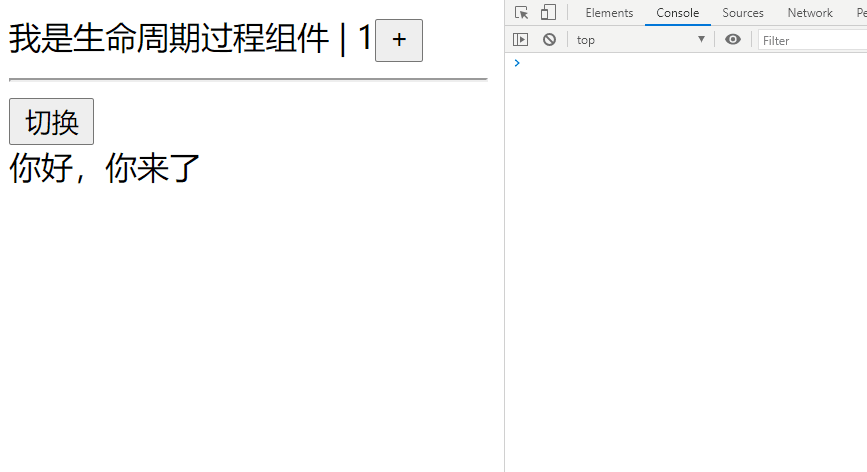 我是生命周期过程组件 | 1 +
切换
你好，你来了
Elements Console Sources Network Pe
top ▼ Filter
>